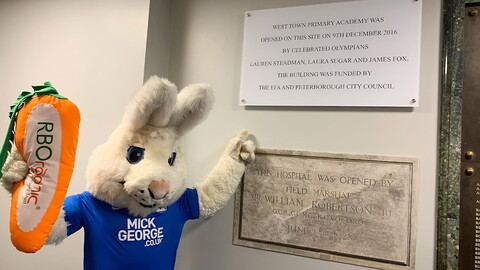 WEST TOWN PRIMARY ACADEMY WAS
OPENED ON THIS SITE ON 9TH DECEMBER 2016
BY CELEBRATED OLYMPIANS
LAUREN STEADMAN, LAURA SUGAR AND JAMES FOX.
THE BUILDING WAS FUNDED BY
THE EFA AND PETERBOROUGH CITY COUNCIL
HOSPITAL WAS OPENED BY
FIELD MARSHAL
SIR WILLIAM ROBERTSON
JUNE
RBOrganic
MICK
GEORGE
.CO.UK